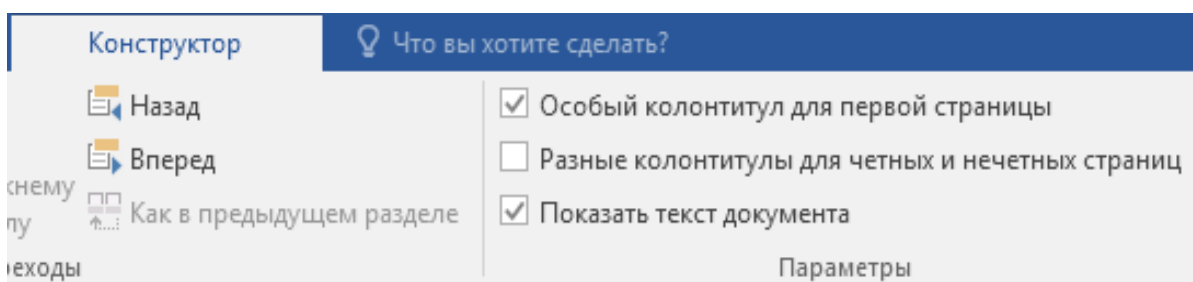 Конструктор Что вы хотите сделать?
Назад
Вперед
Как в предыдущем разделе
Особый колонтитул для первой страницы
Разные колонтитулы для четных и нечетных страниц
Показать текст документа
Параметры